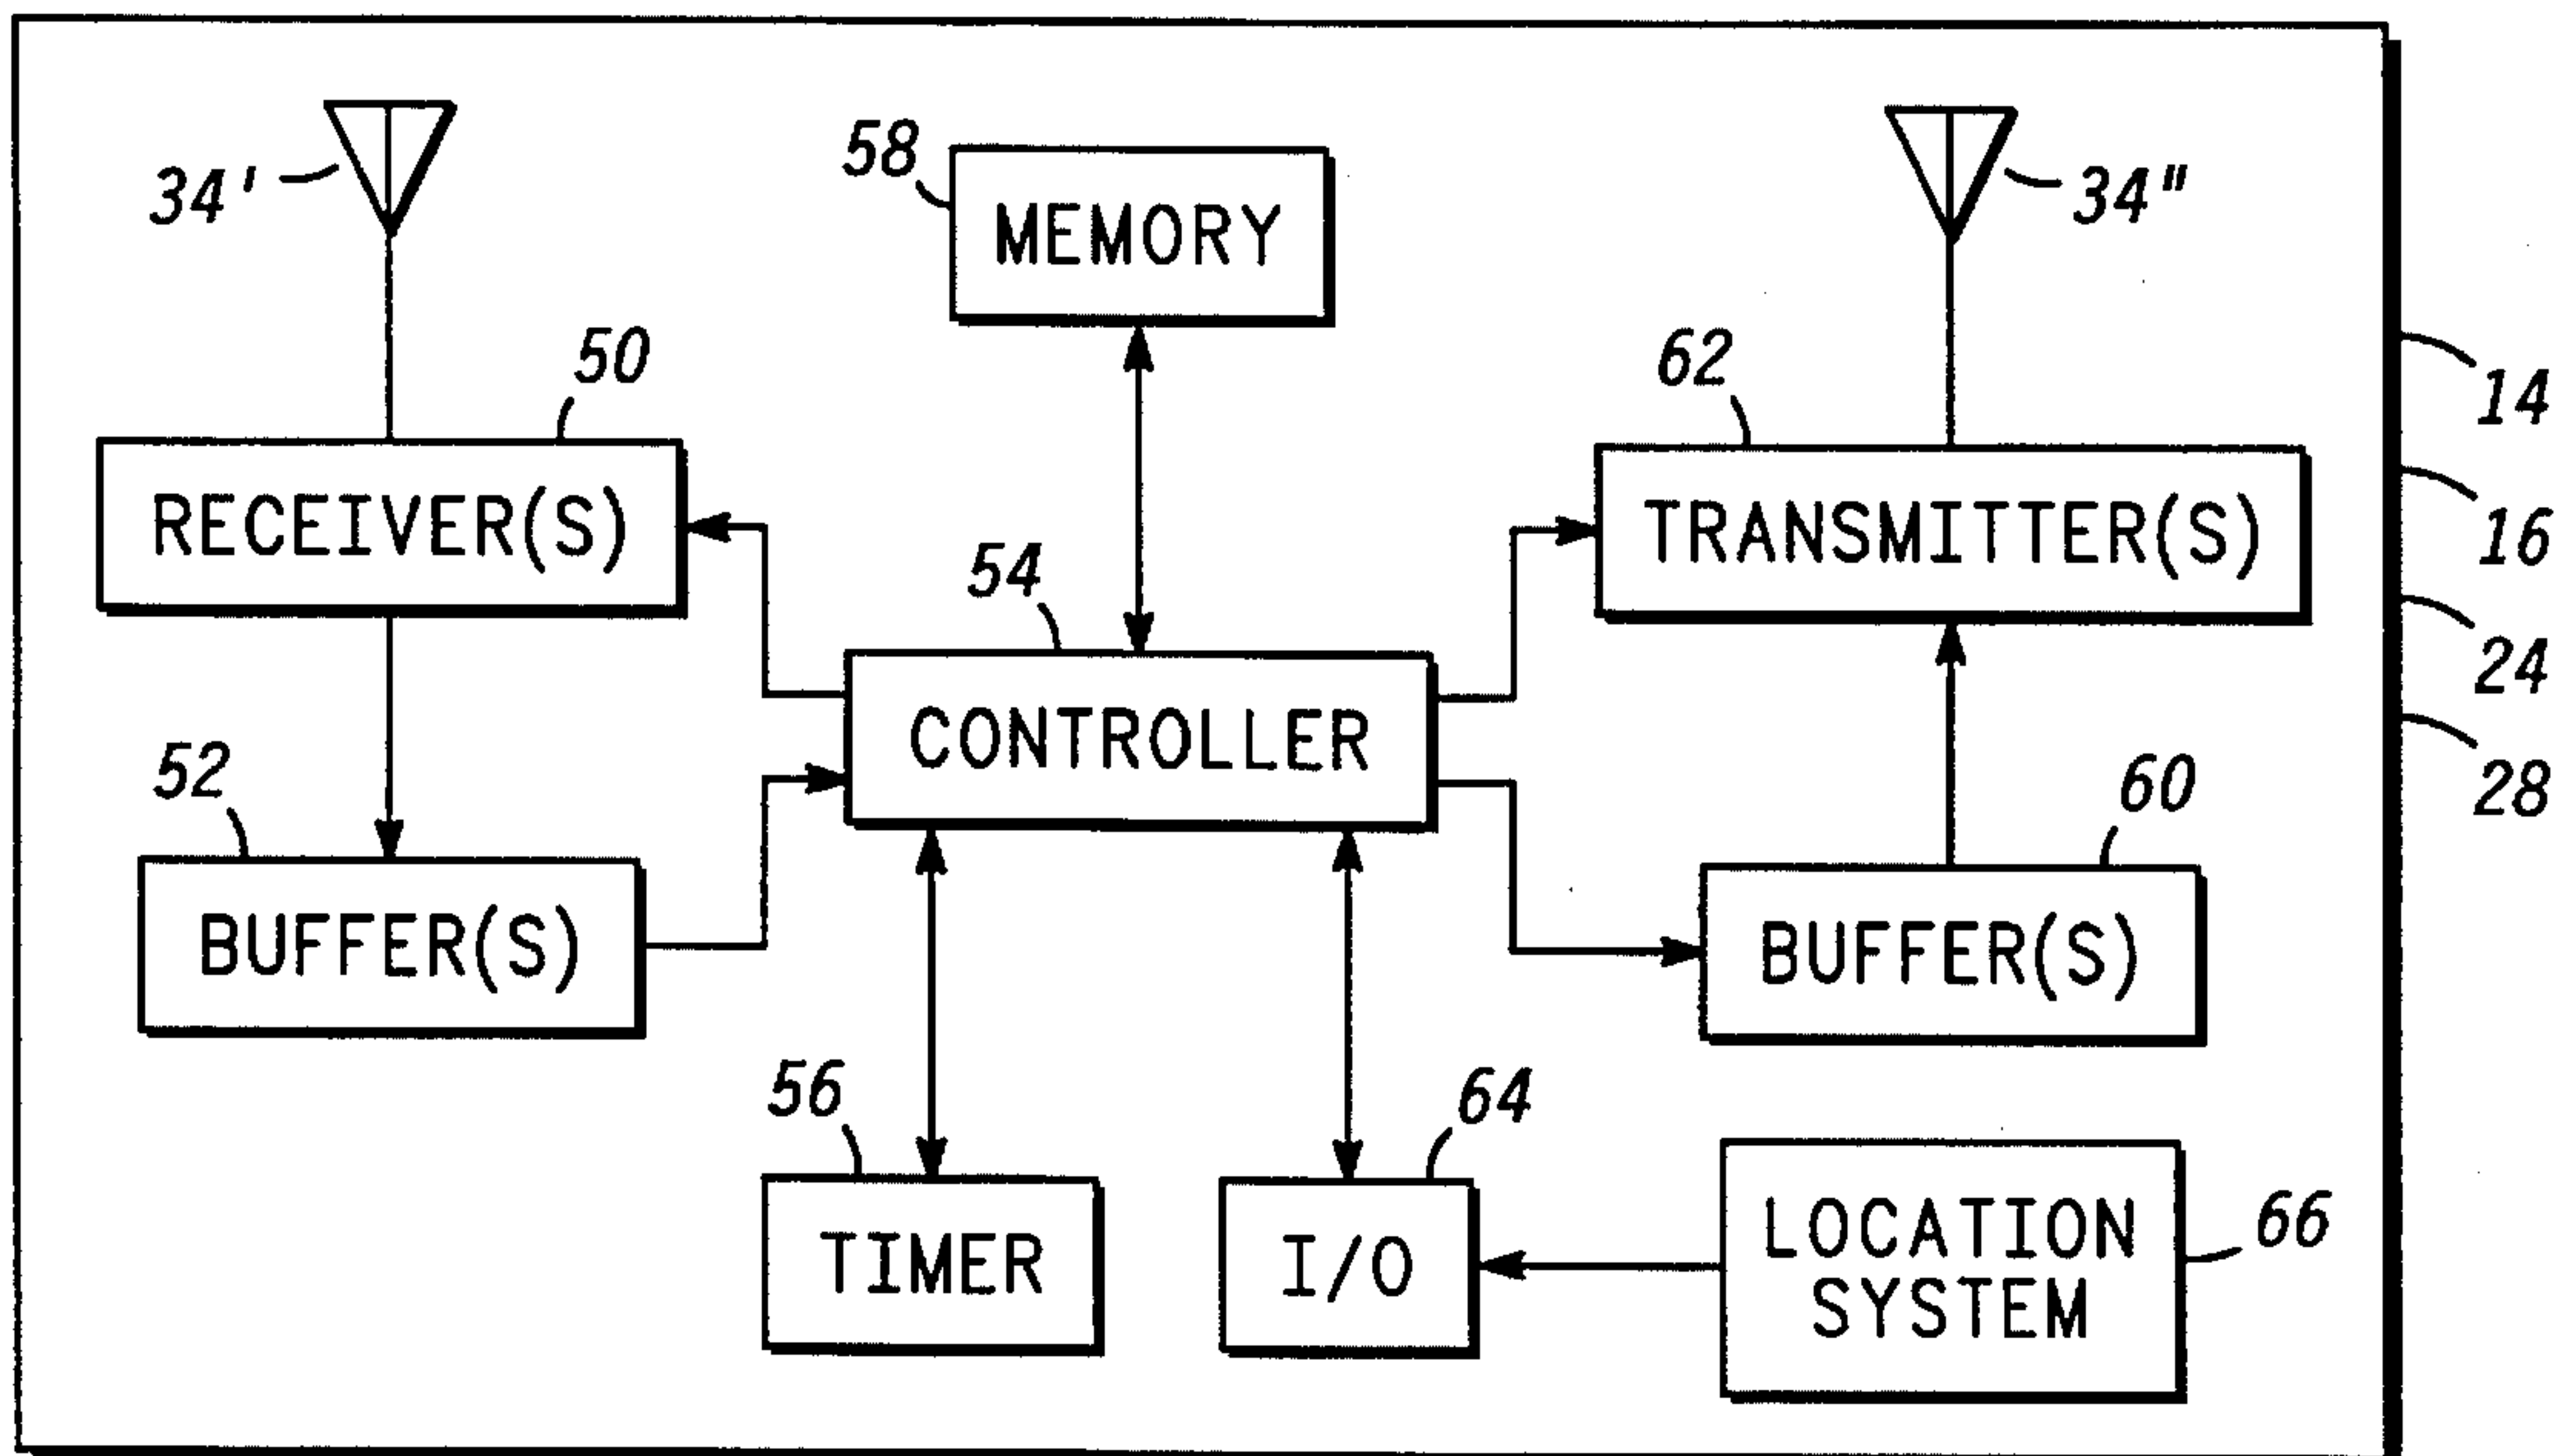 34'
58
MEMORY
34"
50
RECEIVER(S)
62
TRANSMITTER(S)
14
16
24
28
54
CONTROLLER
52
BUFFER(S)
60
BUFFER(S)
56
TIMER
64
I/O
LOCATION
SYSTEM
66